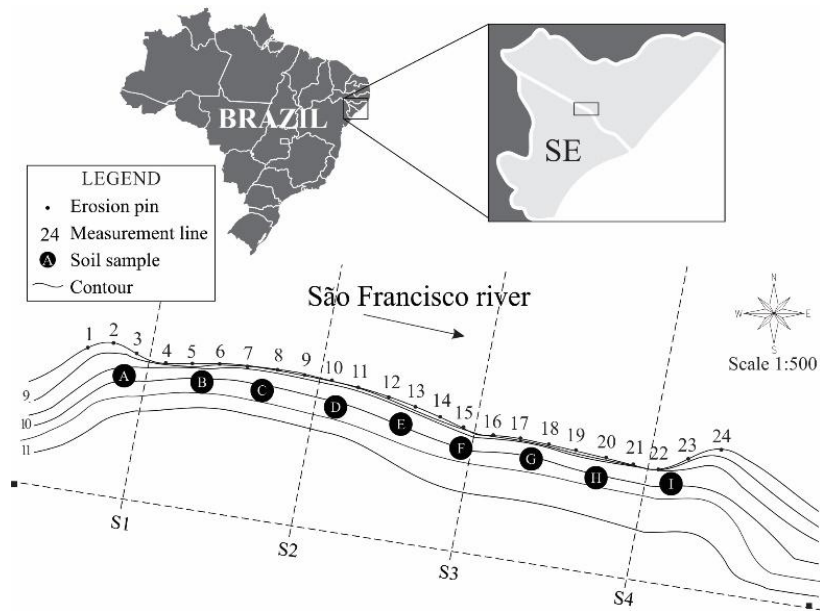 BRAZIL
SE
LEGEND
Erosion pin
24 Measurement line
A Soil sample
Contour
São Francisco river
N
W E
S
Scale 1:500
1 2 3 4 5 6 7 8 9 10 11 12 13 14 15 16 17 18 19 20 21 22 23 24
A B C D E F G H I
9
10
11
S1
S2
S3
S4